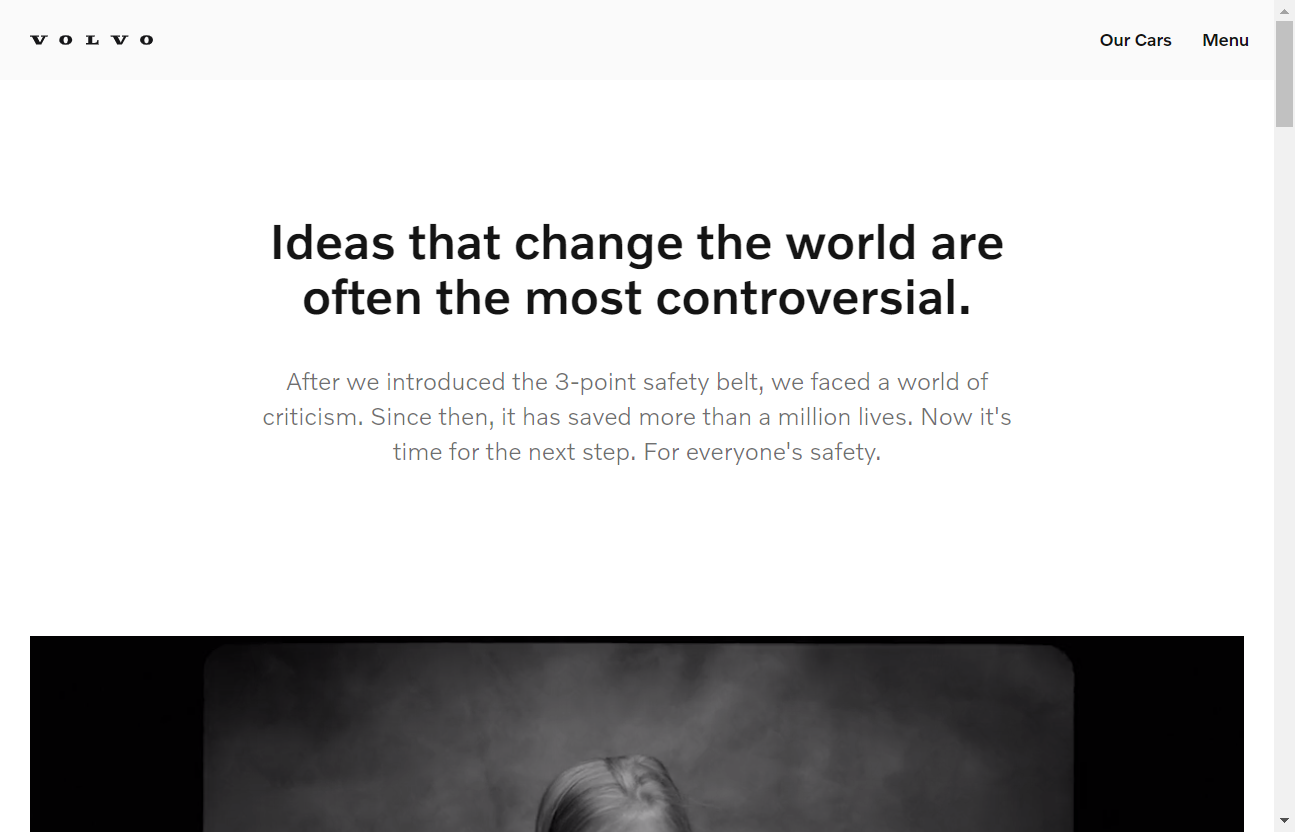 VOLVO
Our Cars
Menu
Ideas that change the world are
often the most controversial.
After we introduced the 3-point safety belt, we faced a world of
criticism. Since then, it has saved more than a million lives. Now it's
time for the next step. For everyone's safety.